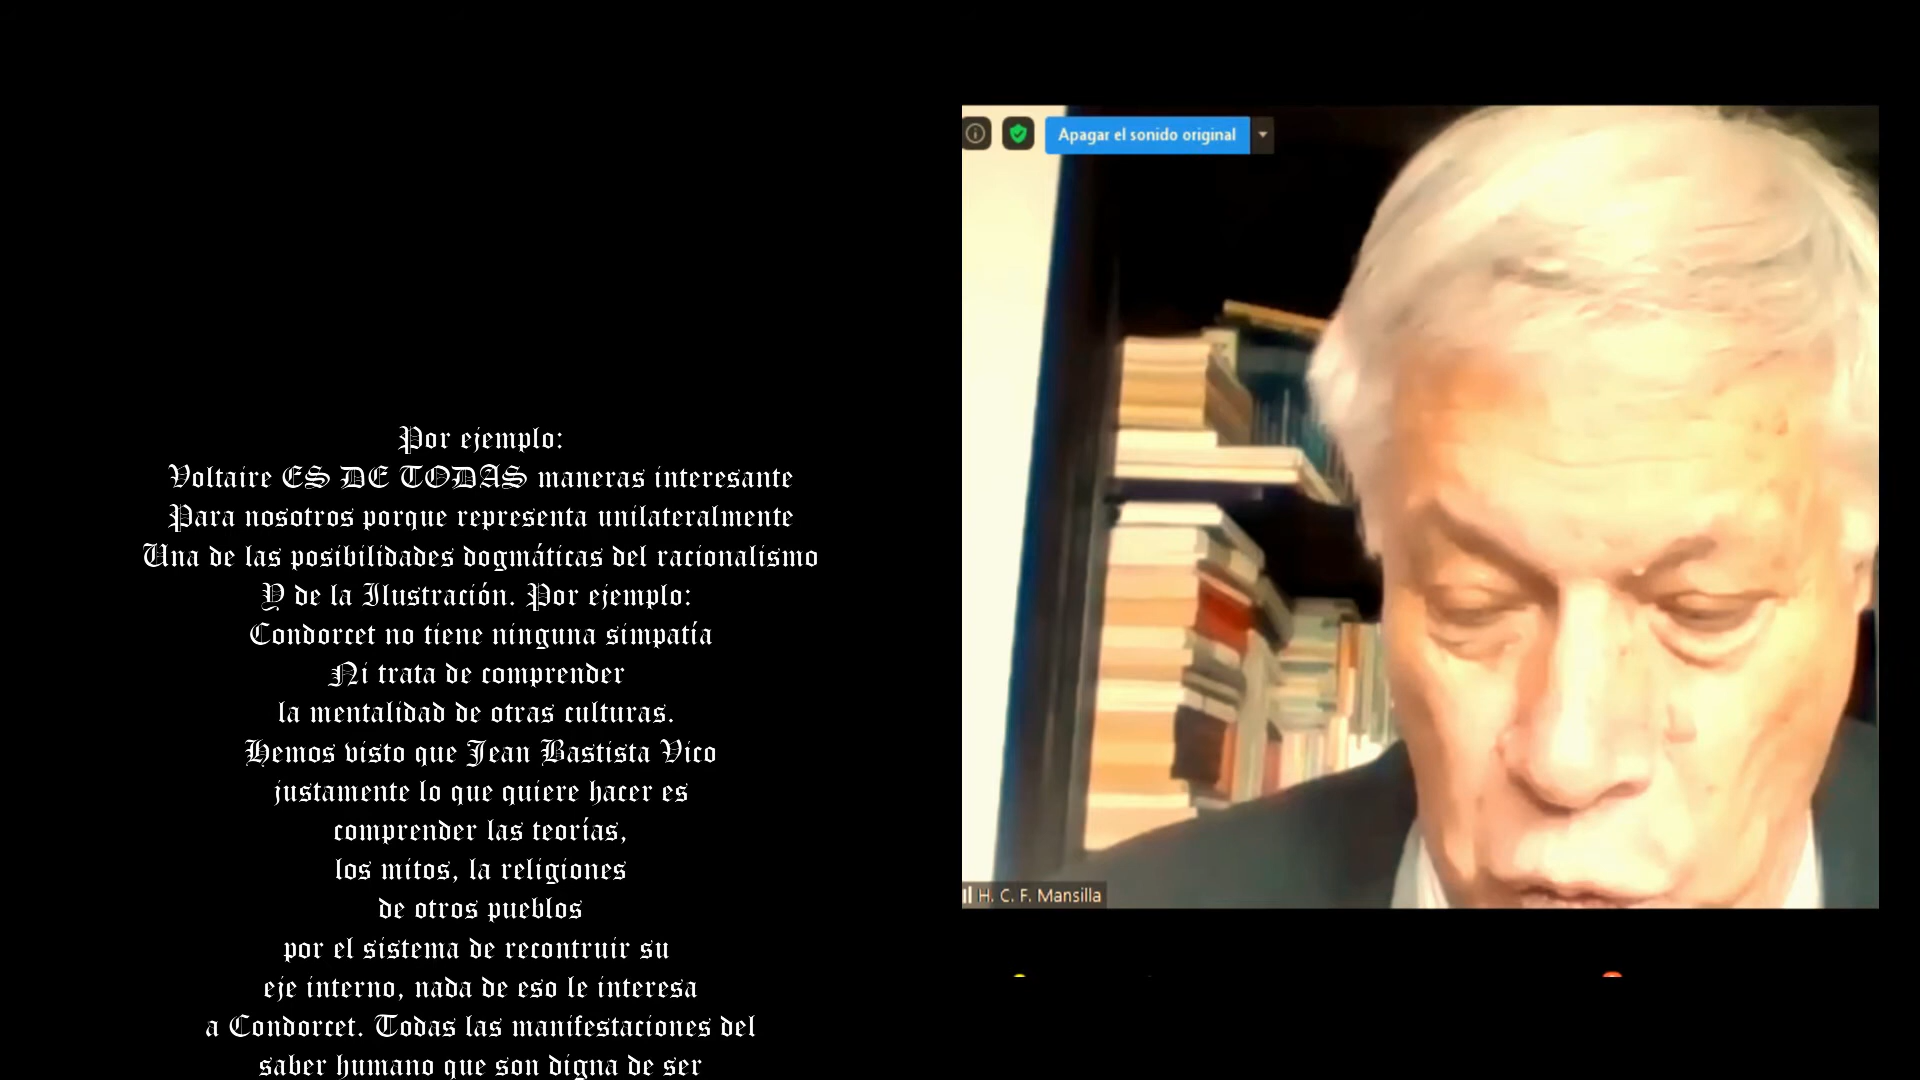 Por ejemplo:
Voltaire ES DE TODAS maneras interesante
Para nosotros porque representa unilateralmente
Una de las posibilidades dogmáticas del racionalismo
Y de la Ilustración. Por ejemplo:
Condorcet no tiene ninguna simpatía
Ni trata de comprender
la mentalidad de otras culturas.
Hemos visto que Jean Bastista Vico
justamente lo que quiere hacer es
comprender las teorías,
los mitos, la religiones
de otros pueblos
por el sistema de recontruir su
eje interno, nada de eso le interesa
a Condorcet. Todas las manifestaciones del
saber humano que son digna de ser
Apagar el sonido original
H. C. F. Mansilla